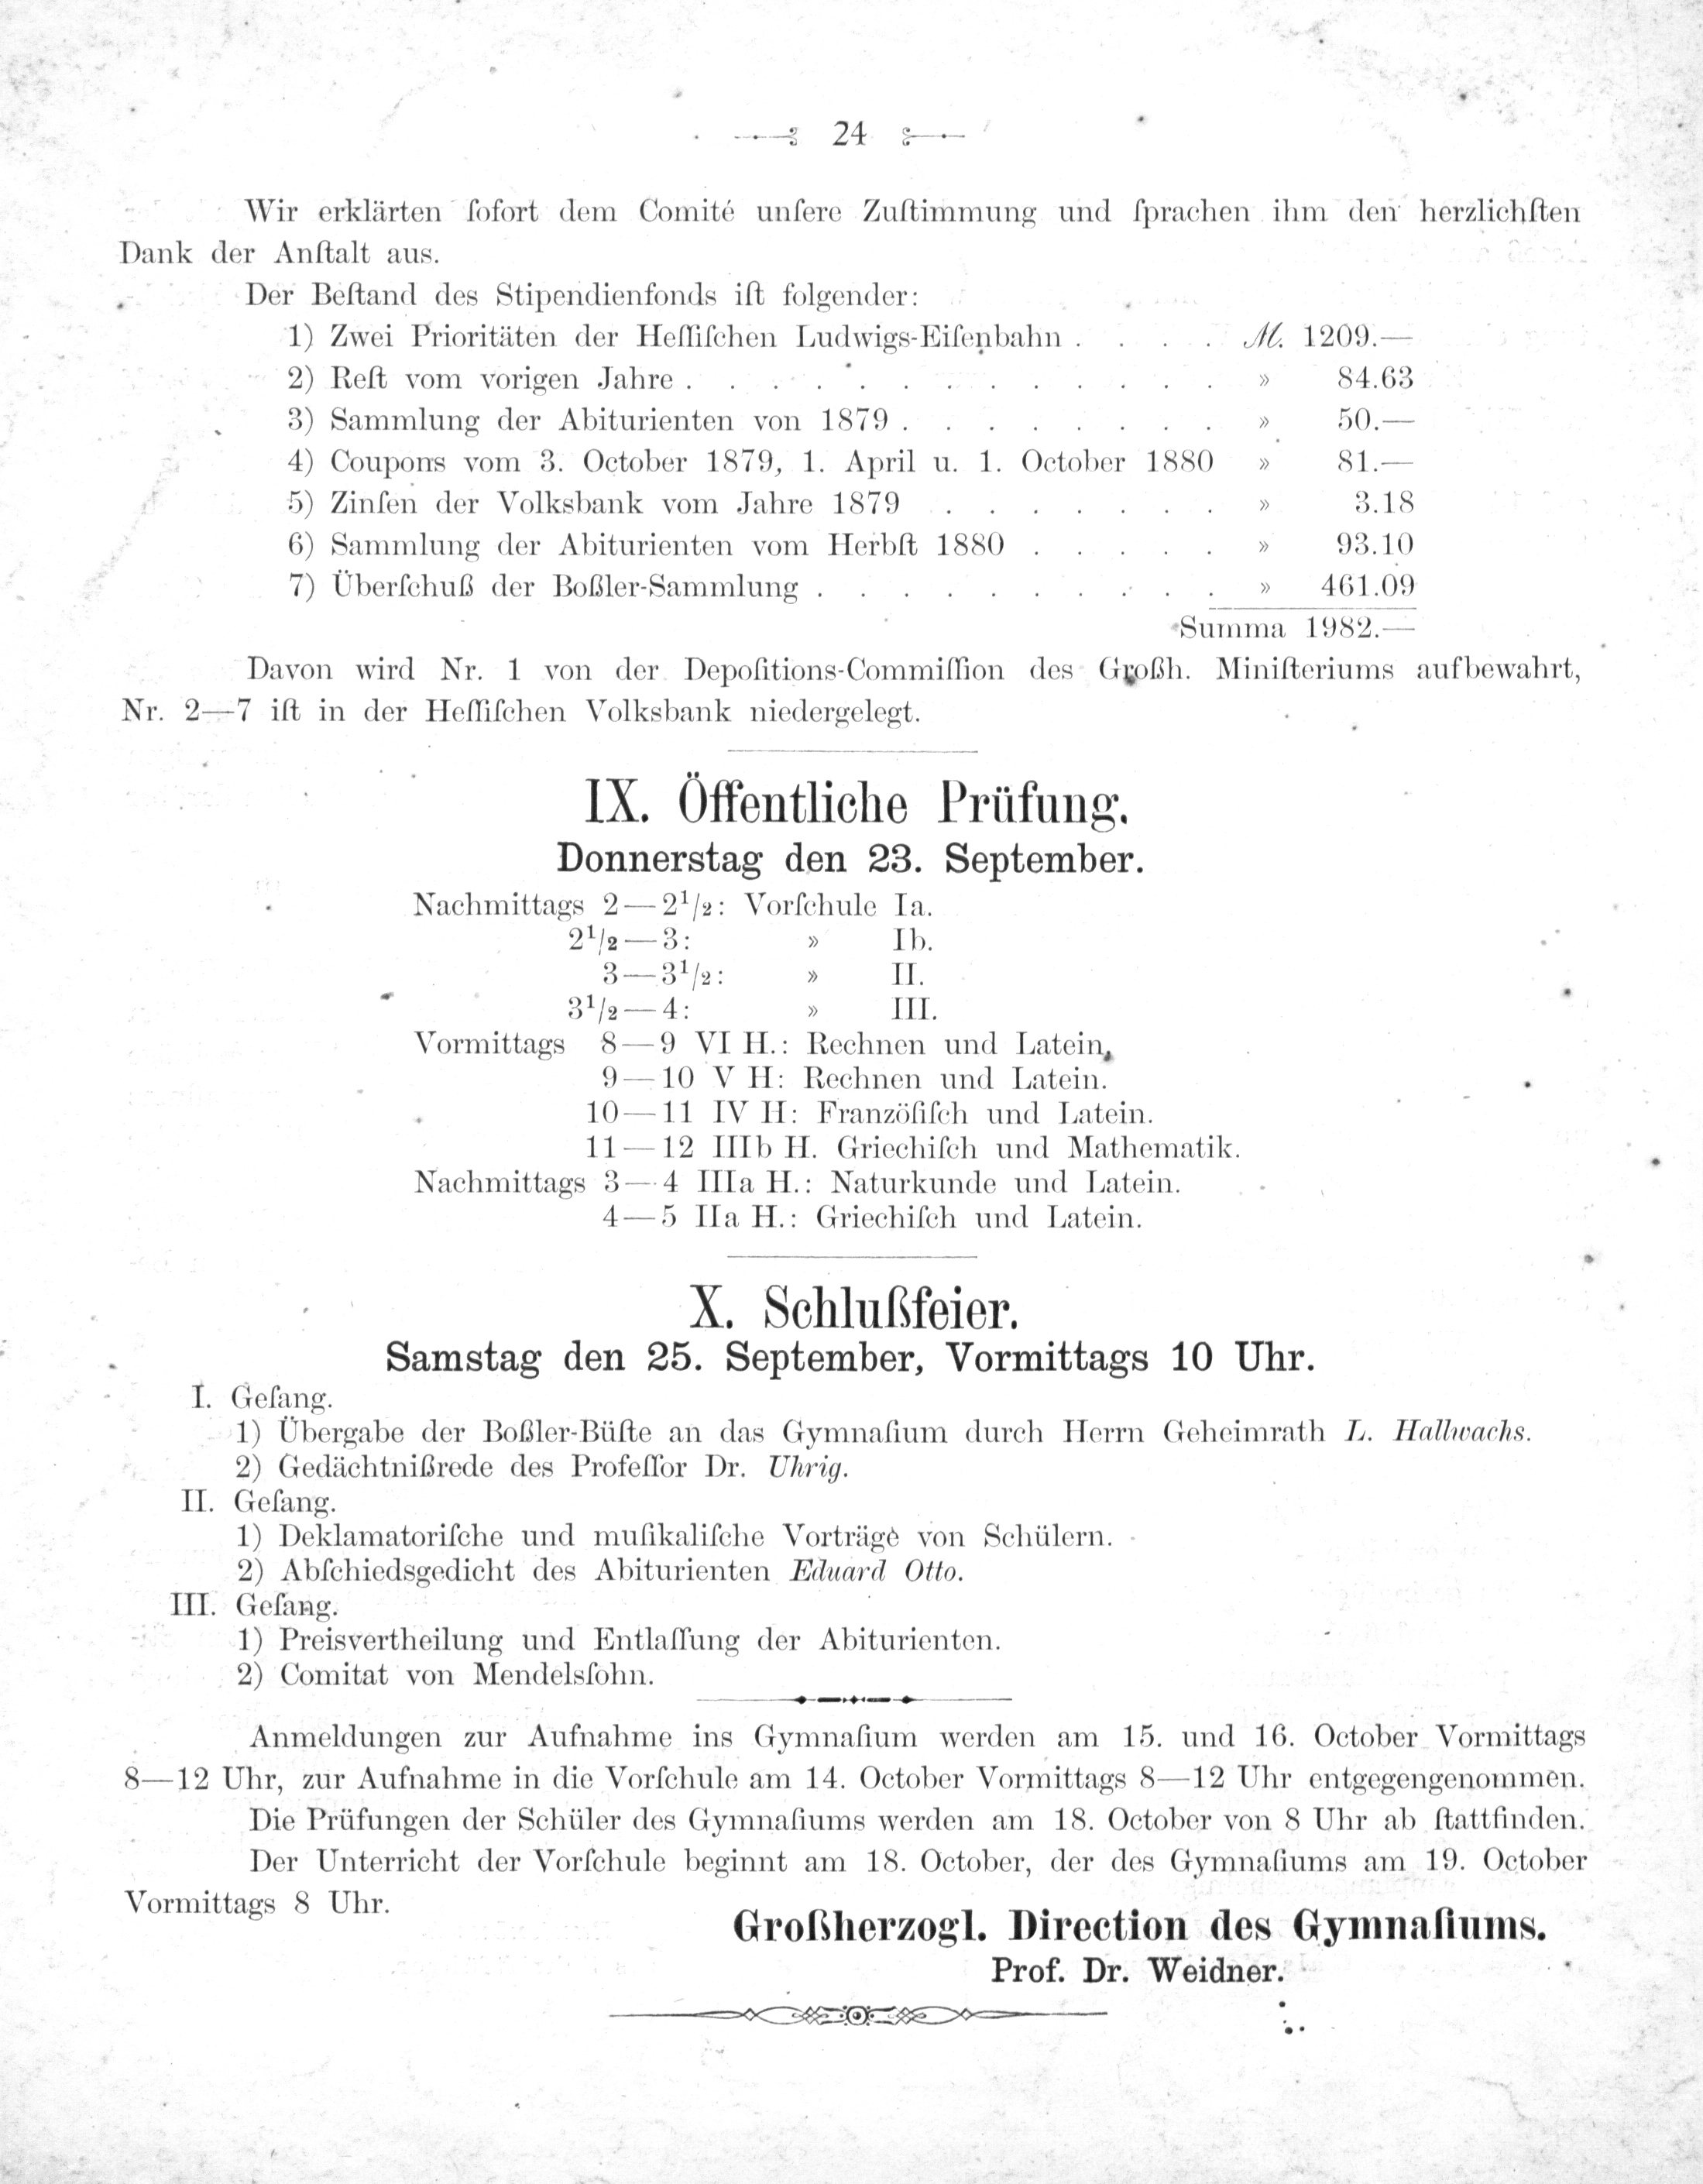 24
Wir erklärten ſofort dem Comité unſere Zuſtimmung und ſprachen ihm den herzlichſten
Dank der Anſtalt aus.
Der Beſtand des Stipendienfonds iſt folgender:
1) Zwei Prioritäten der Heſſiſchen Ludwigs-Eiſenbahn . . . . ℳ. 1209.—
2) Reſt vom vorigen Jahre . . . . . . . . . . . . . » 84.63
3) Sammlung der Abiturienten von 1879 . . . . . . . . » 50.—
4) Coupons vom 3. October 1879, 1. April u. 1. October 1880 » 81.—
5) Zinſen der Volksbank vom Jahre 1879 . . . . . . . » 3.18
6) Sammlung der Abiturienten vom Herbſt 1880 . . . . . » 93.10
7) Überſchuß der Boßler-Sammlung . . . . . . . . . . » 461.09
Summa 1982.—
Davon wird Nr. 1 von der Depoſitions-Commiſſion des Großh. Miniſteriums aufbewahrt,
Nr. 2—7 iſt in der Heſſiſchen Volksbank niedergelegt.
IX. Öffentliche Prüfung.
Donnerstag den 23. September.
Nachmittags 2—2¹/₂: Vorſchule Ia.
2¹/₂—3: » Ib.
3—3¹/₂: » II.
3¹/₂—4: » III.
Vormittags 8—9 VI H.: Rechnen und Latein,
9—10 V H: Rechnen und Latein.
10—11 IV H: Franzöſiſch und Latein.
11—12 IIIb H. Griechiſch und Mathematik.
Nachmittags 3—4 IIIa H.: Naturkunde und Latein.
4—5 IIa H.: Griechiſch und Latein.
X. Schlußfeier.
Samstag den 25. September, Vormittags 10 Uhr.
I. Geſang.
1) Übergabe der Boßler-Büſte an das Gymnaſium durch Herrn Geheimrath L. Hallwachs.
2) Gedächtnißrede des Profeſſor Dr. Uhrig.
II. Geſang.
1) Deklamatoriſche und muſikaliſche Vorträge von Schülern.
2) Abſchiedsgedicht des Abiturienten Eduard Otto.
III. Geſang.
1) Preisvertheilung und Entlaſſung der Abiturienten.
2) Comitat von Mendelsſohn.
Anmeldungen zur Aufnahme ins Gymnaſium werden am 15. und 16. October Vormittags
8—12 Uhr, zur Aufnahme in die Vorſchule am 14. October Vormittags 8—12 Uhr entgegengenommen.
Die Prüfungen der Schüler des Gymnaſiums werden am 18. October von 8 Uhr ab ſtattfinden.
Der Unterricht der Vorſchule beginnt am 18. October, der des Gymnaſiums am 19. October
Vormittags 8 Uhr.
Großherzogl. Direction des Gymnaſiums.
Prof. Dr. Weidner.